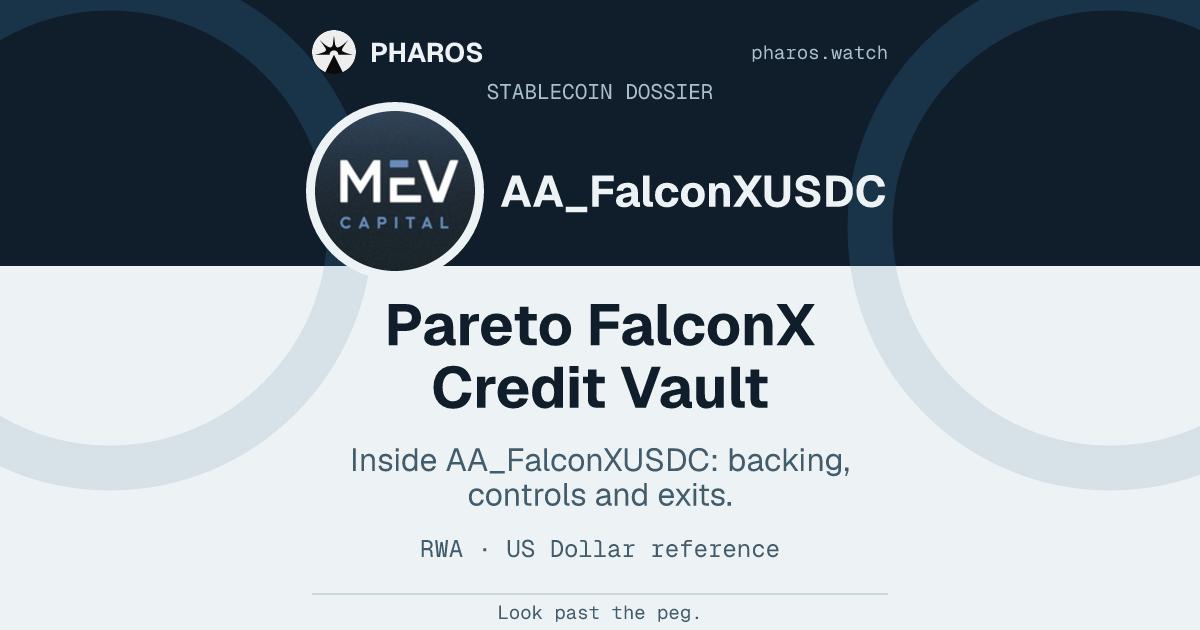 PHAROS
pharos.watch
STABLECOIN DOSSIER
MEV
CAPITAL
AA_FalconXUSDC
Pareto FalconX
Credit Vault
Inside AA_FalconXUSDC: backing,
controls and exits.
RWA · US Dollar reference
Look past the peg.